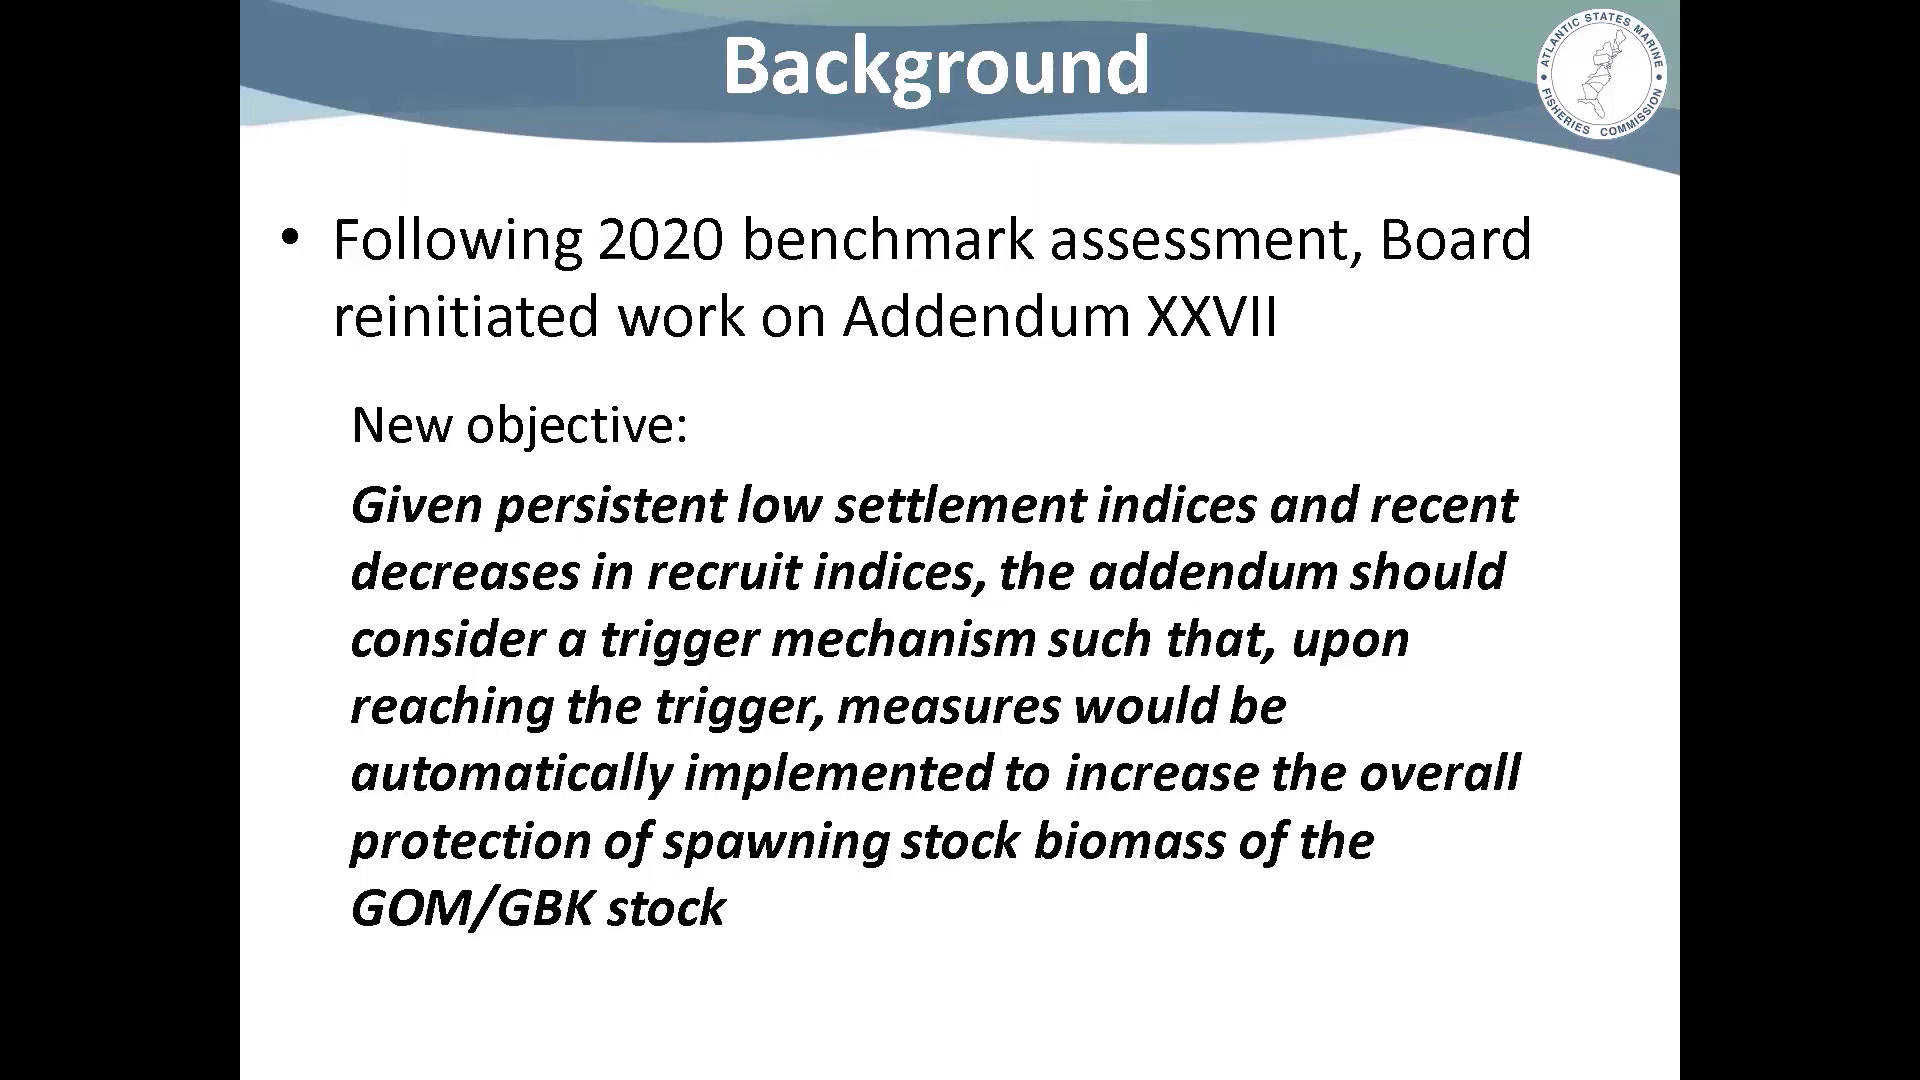 Background
ATLANTIC STATES MARINE
FISHERIES COMMISSION
• Following 2020 benchmark assessment, Board
reinitiated work on Addendum XXVII
New objective:
Given persistent low settlement indices and recent
decreases in recruit indices, the addendum should
consider a trigger mechanism such that, upon
reaching the trigger, measures would be
automatically implemented to increase the overall
protection of spawning stock biomass of the
GOM/GBK stock